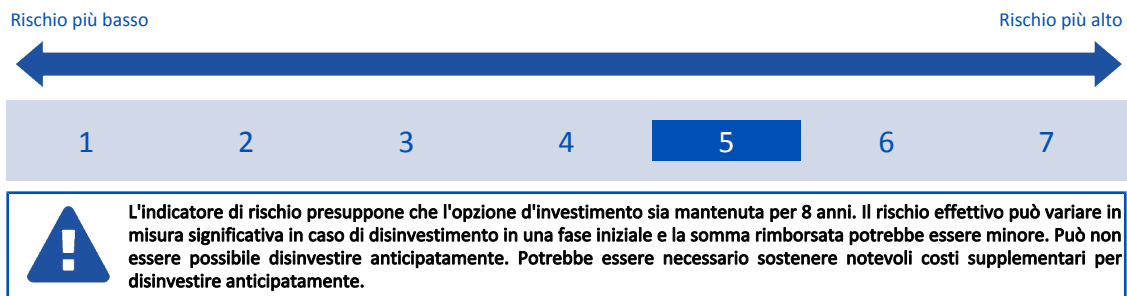 Rischio più basso Rischio più alto
1 2 3 4 5 6 7
L'indicatore di rischio presuppone che l'opzione d'investimento sia mantenuta per 8 anni. Il rischio effettivo può variare in
misura significativa in caso di disinvestimento in una fase iniziale e la somma rimborsata potrebbe essere minore. Può non
essere possibile disinvestire anticipatamente. Potrebbe essere necessario sostenere notevoli costi supplementari per
disinvestire anticipatamente.